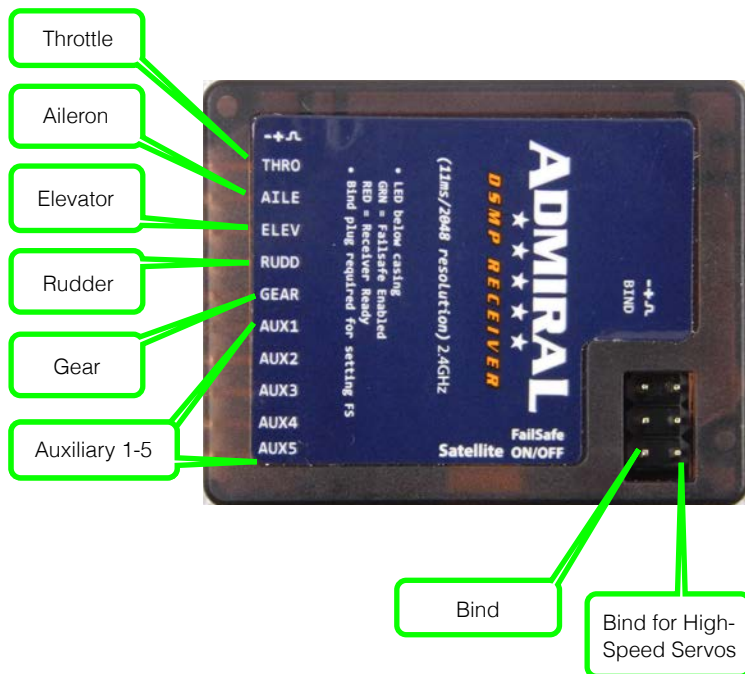 Throttle
Aileron
Elevator
Rudder
Gear
Auxiliary 1-5
-+⎍
THRO
AILE
ELEV
RUDD
GEAR
AUX1
AUX2
AUX3
AUX4
AUX5
• LED below casing
GRN = Failsafe Enabled
RED = Receiver Ready
• Bind plug required for setting FS
(11ms/2048 resolution) 2.4GHz
DSMP RECEIVER
ADMIRAL
-+⎍
BIND
FailSafe
Satellite ON/OFF
Bind
Bind for High-
Speed Servos